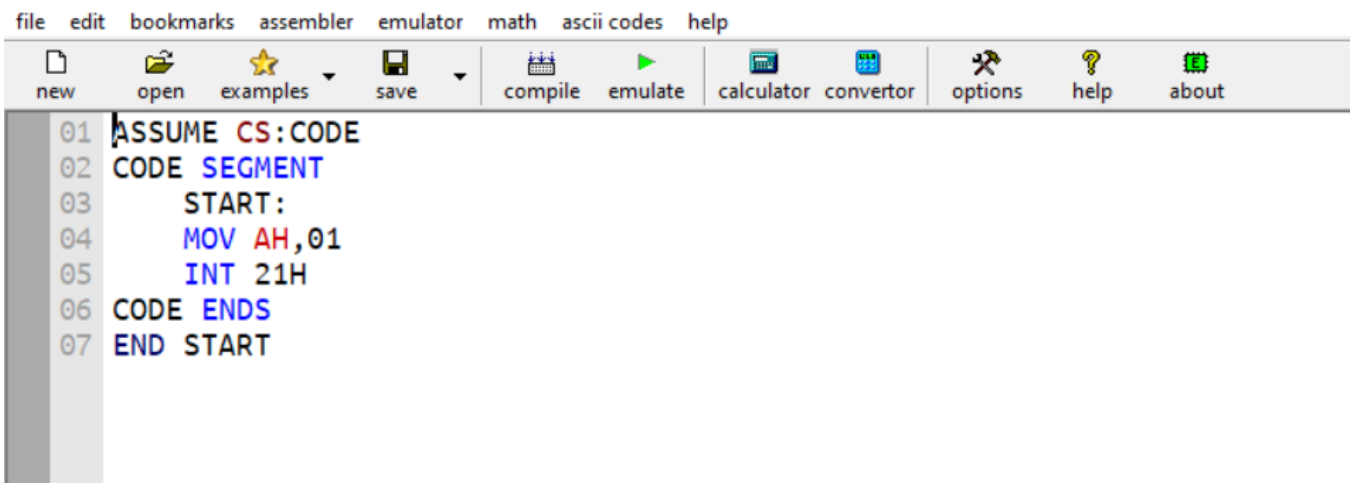 file edit bookmarks assembler emulator math ascii codes help
new open examples save compile emulate calculator convertor options help about
01 ASSUME CS:CODE
02 CODE SEGMENT
03 START:
04 MOV AH,01
05 INT 21H
06 CODE ENDS
07 END START